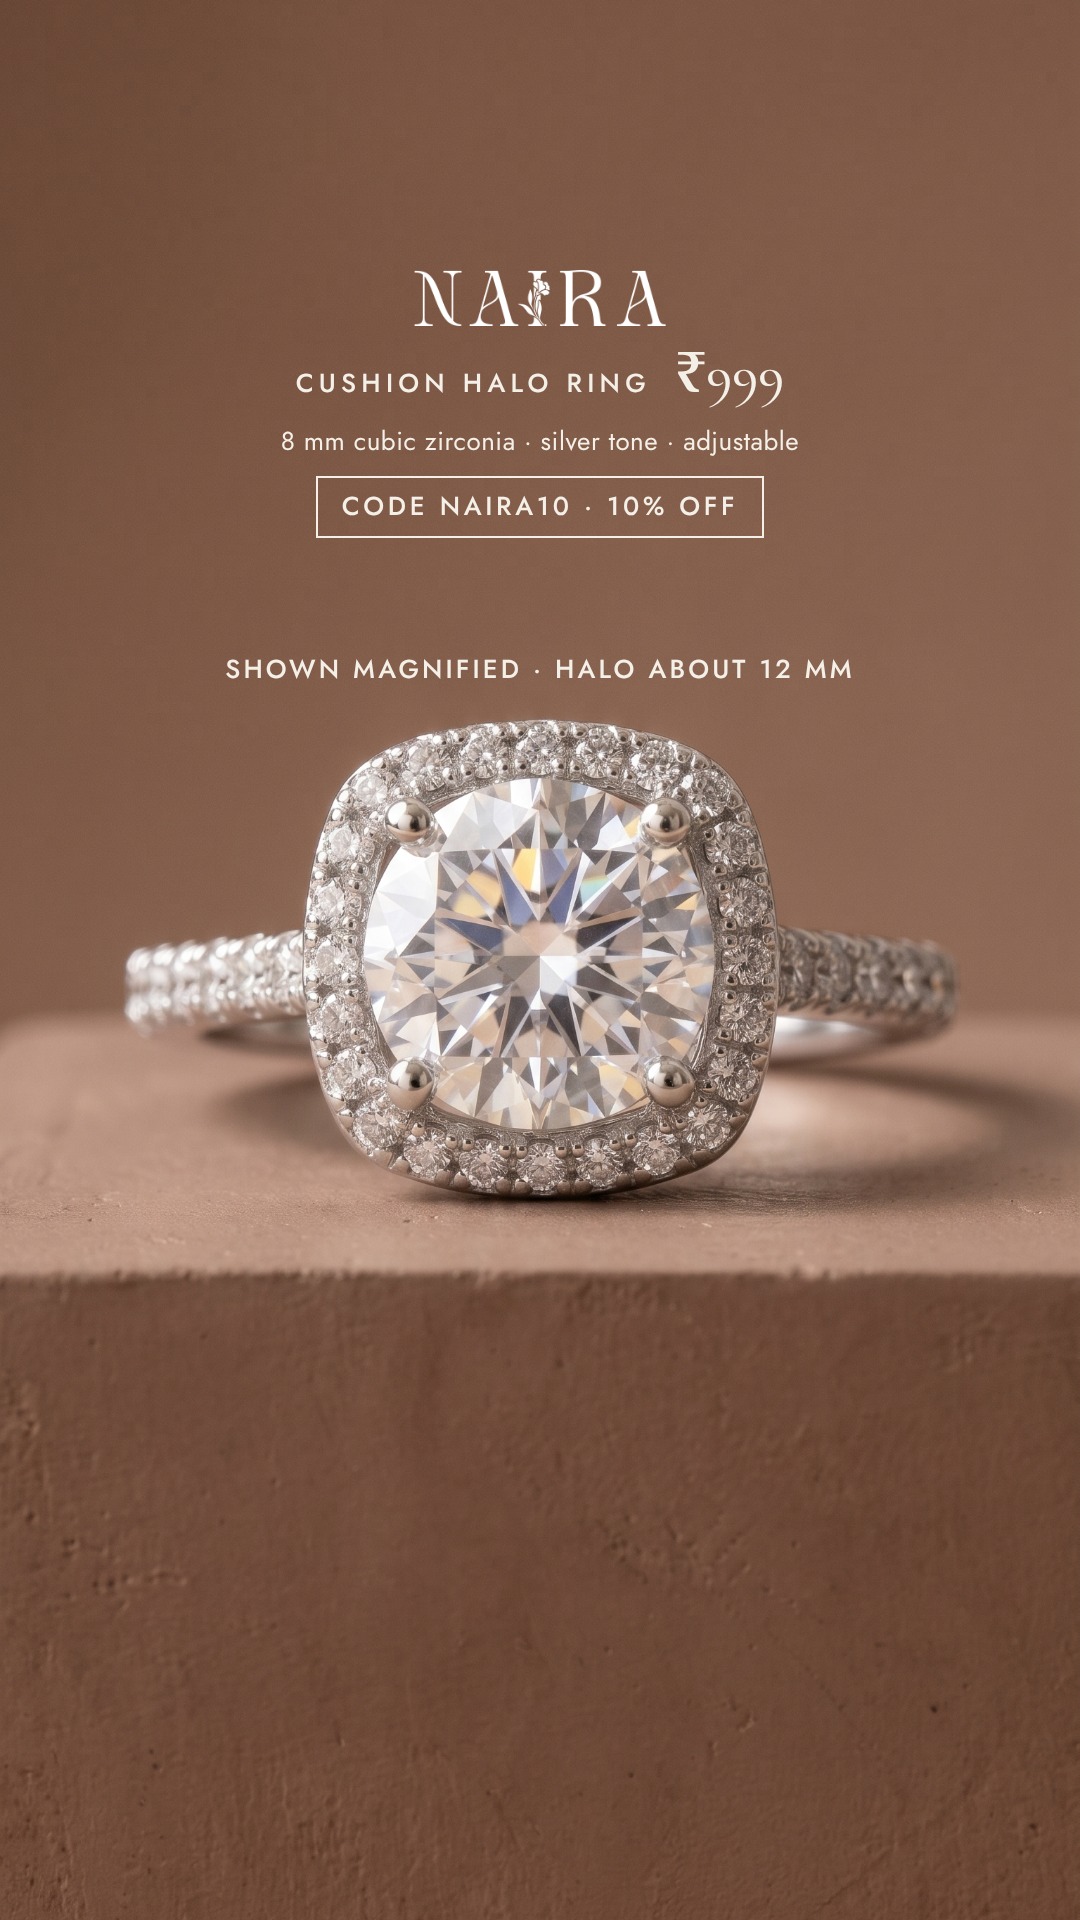 NAIRA
CUSHION HALO RING ₹999
8 mm cubic zirconia · silver tone · adjustable
CODE NAIRA10 · 10% OFF
SHOWN MAGNIFIED · HALO ABOUT 12 MM